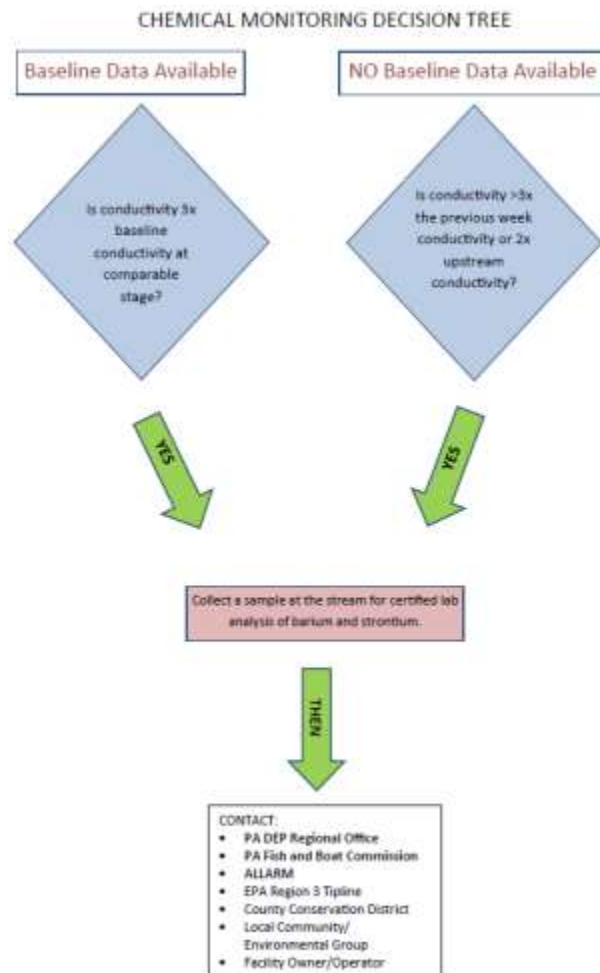 CHEMICAL MONITORING DECISION TREE
Baseline Data Available
NO Baseline Data Available
Is conductivity 3x
baseline
conductivity at
comparable
stage?
Is conductivity >3x
the previous week
conductivity or 2x
upstream
conductivity?
YES
YES
Collect a sample at the stream for certified lab
analysis of barium and strontium.
THEN
CONTACT:
• PA DEP Regional Office
• PA Fish and Boat Commission
• ALLARM
• EPA Region 3 Tipline
• County Conservation District
• Local Community/
Environmental Group
• Facility Owner/Operator